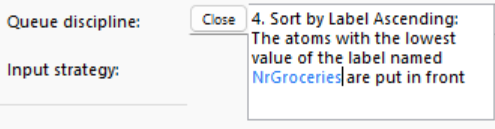 Queue discipline:
Close
4. Sort by Label Ascending:
The atoms with the lowest
value of the label named
NrGroceries are put in front
Input strategy: